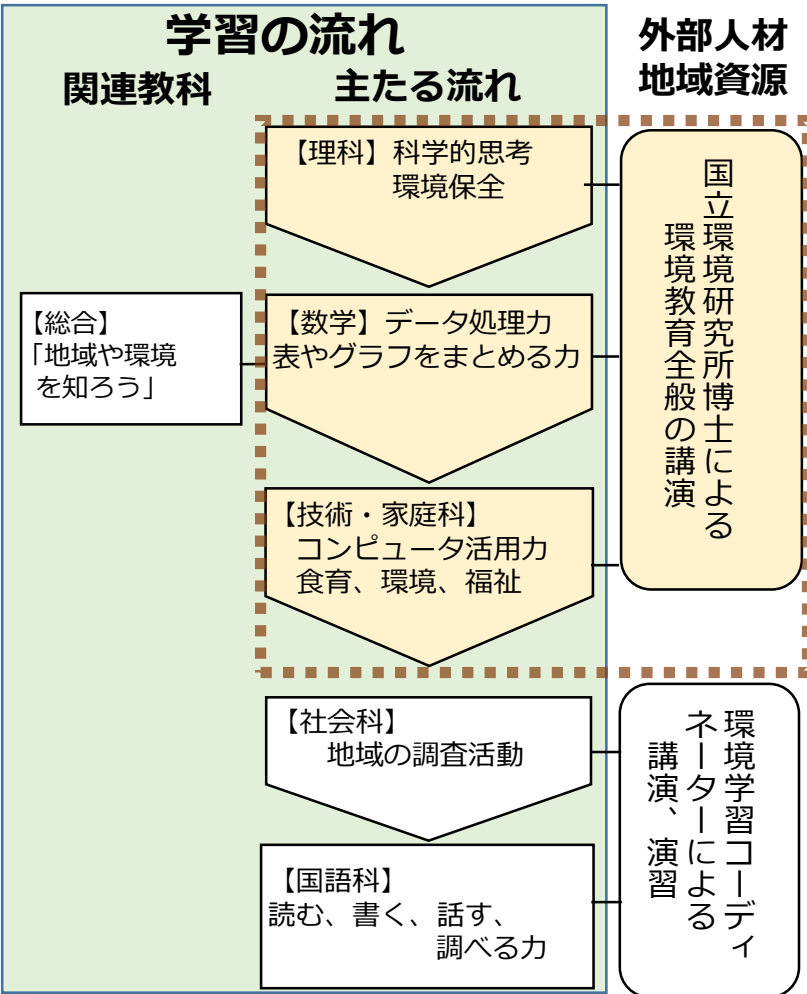 学習の流れ
関連教科
主たる流れ
外部人材
地域資源
【理科】科学的思考
環境保全
【総合】
「地域や環境
を知ろう」
【数学】データ処理力
表やグラフをまとめる力
【技術・家庭科】
コンピュータ活用力
食育、環境、福祉
国立環境研究所博士による
環境教育全般の講演
【社会科】
地域の調査活動
【国語科】
読む、書く、話す、
調べる力
環境学習コーディ
ネーターによる
講演、演習